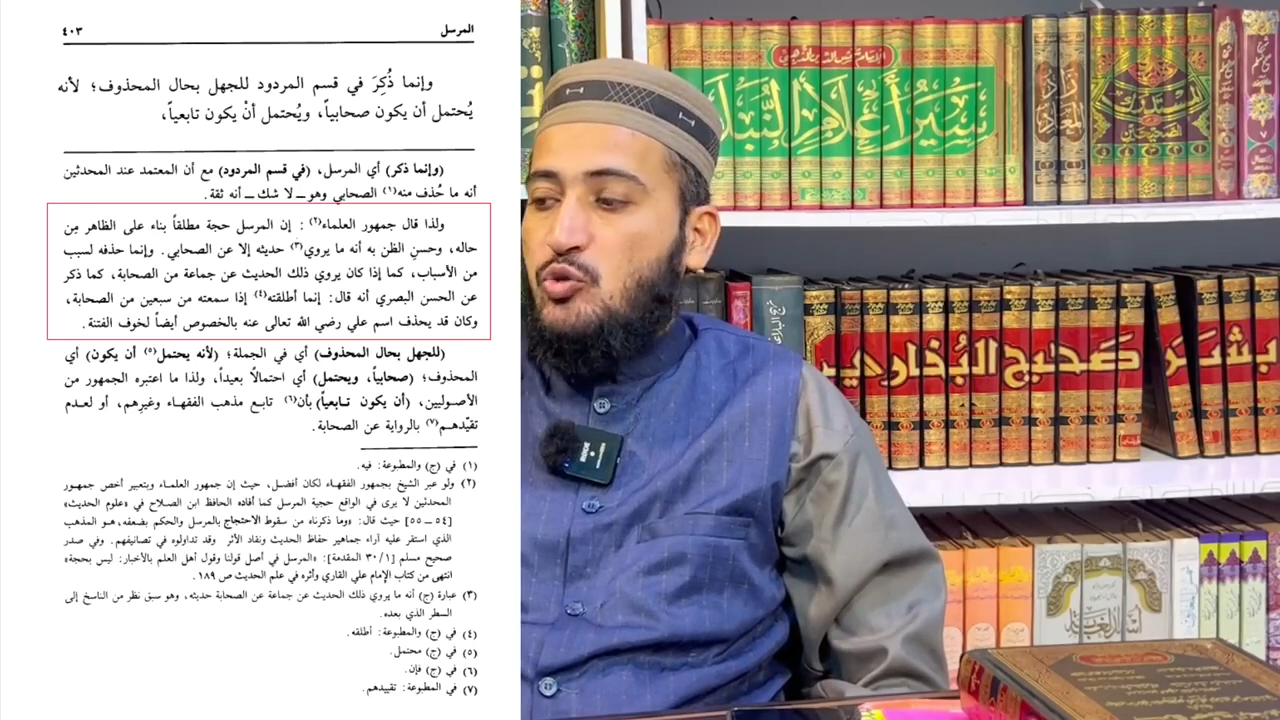 المرسل
٤٠٣
وإنما ذُكرَ في قسم المردود للجهل بحال المحذوف؛ لأنه
يُحتمل أن يكون صحابياً، ويُحتمل أنْ يكون تابعياً،
(وإنما ذكر) أي المرسل، (في قسم المردود) مع أن المعتمد عند المحدثين
أنه ما حُذف منه(١) الصحابي وهو ــ لا شك ــ أنه ثقة.
ولذا قال جمهور العلماء(٢): إن المرسل حجة مطلقاً بناء على الظاهر مِن
حاله، وحسنِ الظن به أنه ما يروي(٣) حديثه إلا عن الصحابي. وإنما حذفه لسبب
من الأسباب، كما إذا كان يروي ذلك الحديث عن جماعة من الصحابة، كما ذكر
عن الحسن البصري أنه قال: إنما أطلقته(٤) إذا سمعته من سبعين من الصحابة،
وكان قد يحذف اسم علي رضي الله تعالى عنه بالخصوص أيضاً لخوف الفتنة.
(للجهل بحال المحذوف) أي في الجملة؛ (لأنه يحتمل(٥) أن يكون) أي
المحذوف؛ (صحابياً، ويحتمل) أي احتمالاً بعيداً، ولذا ما اعتبره الجمهور من
الأصوليين، (أن يكون تابعياً) بأن(٦) تابع مذهب الفقهاء وغيرهم، أو لعدم
تقيّدهم(٧) بالرواية عن الصحابة.
(١) في (ج) والمطبوعة: فيه.
(٢) ولو عبر الشيخ بجمهور الفقهاء لكان أفضل، حيث إن جمهور العلماء وبتعبير أخص جمهور
المحدثين لا يرى في الواقع حجية المرسل كما أفاده الحافظ ابن الصلاح في «علوم الحديث»
[٥٤ ــ ٥٥] حيث قال: «وما ذكرناه من سقوط الاحتجاج بالمرسل والحكم بضعفه، هو المذهب
الذي استقر عليه آراء جماهير حفاظ الحديث ونقاد الأثر وقد تداولوه في تصانيفهم. وفي صدر
صحيح مسلم [٣٠/١ المقدمة]: «المرسل في أصل قولنا وقول أهل العلم بالأخبار: ليس بحجة»
انتهى من كتاب الإمام علي القاري وأثره في علم الحديث ص ١٨٩.
(٣) عبارة (ج) أنه ما يروي ذلك الحديث عن جماعة عن الصحابة حديثه، وهو سبق نظر من الناسخ إلى
السطر الذي بعده.
(٤) في (ج) والمطبوعة: أطلقه.
(٥) في (ج) محتمل.
(٦) في (ج) فإن.
(٧) في المطبوعة: تقييدهم.
سير أعلام النبلاء
زاد المعاد
المستدرك
الصحيحين
بشر صحيح البخاري
أسد الغابة